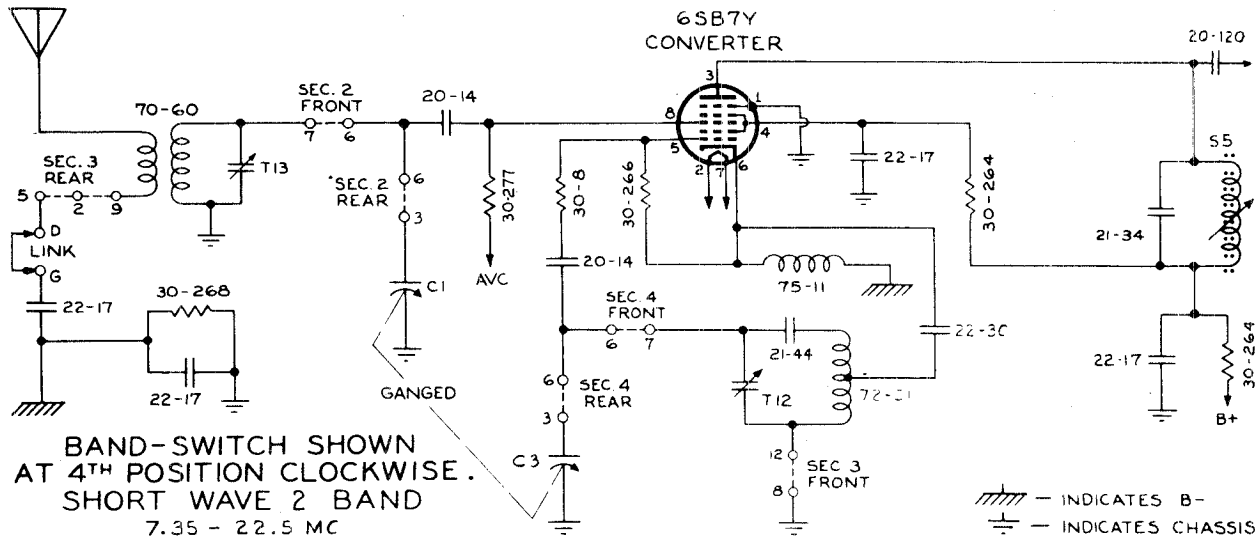 6SB7Y
CONVERTER
20-120
70-60
SEC. 2
FRONT
7 6
20-14
3
8
1
4
5
2 7 6
T13
SEC. 3
REAR
5 2 9
D
LINK
G
22-17
30-268
22-17
SEC. 2
REAR
6
3
C1
30-277
AVC
30-8
30-266
20-14
75-11
22-17
30-264
S5
21-34
SEC. 4
FRONT
6 7
21-44
T12
GANGED
6
SEC. 4
REAR
3
C3
12
SEC 3
FRONT
8
22-17
30-264
B+
BAND-SWITCH SHOWN
AT 4TH POSITION CLOCKWISE.
SHORT WAVE 2 BAND
7.35 - 22.5 MC
— INDICATES B-
— INDICATES CHASSIS